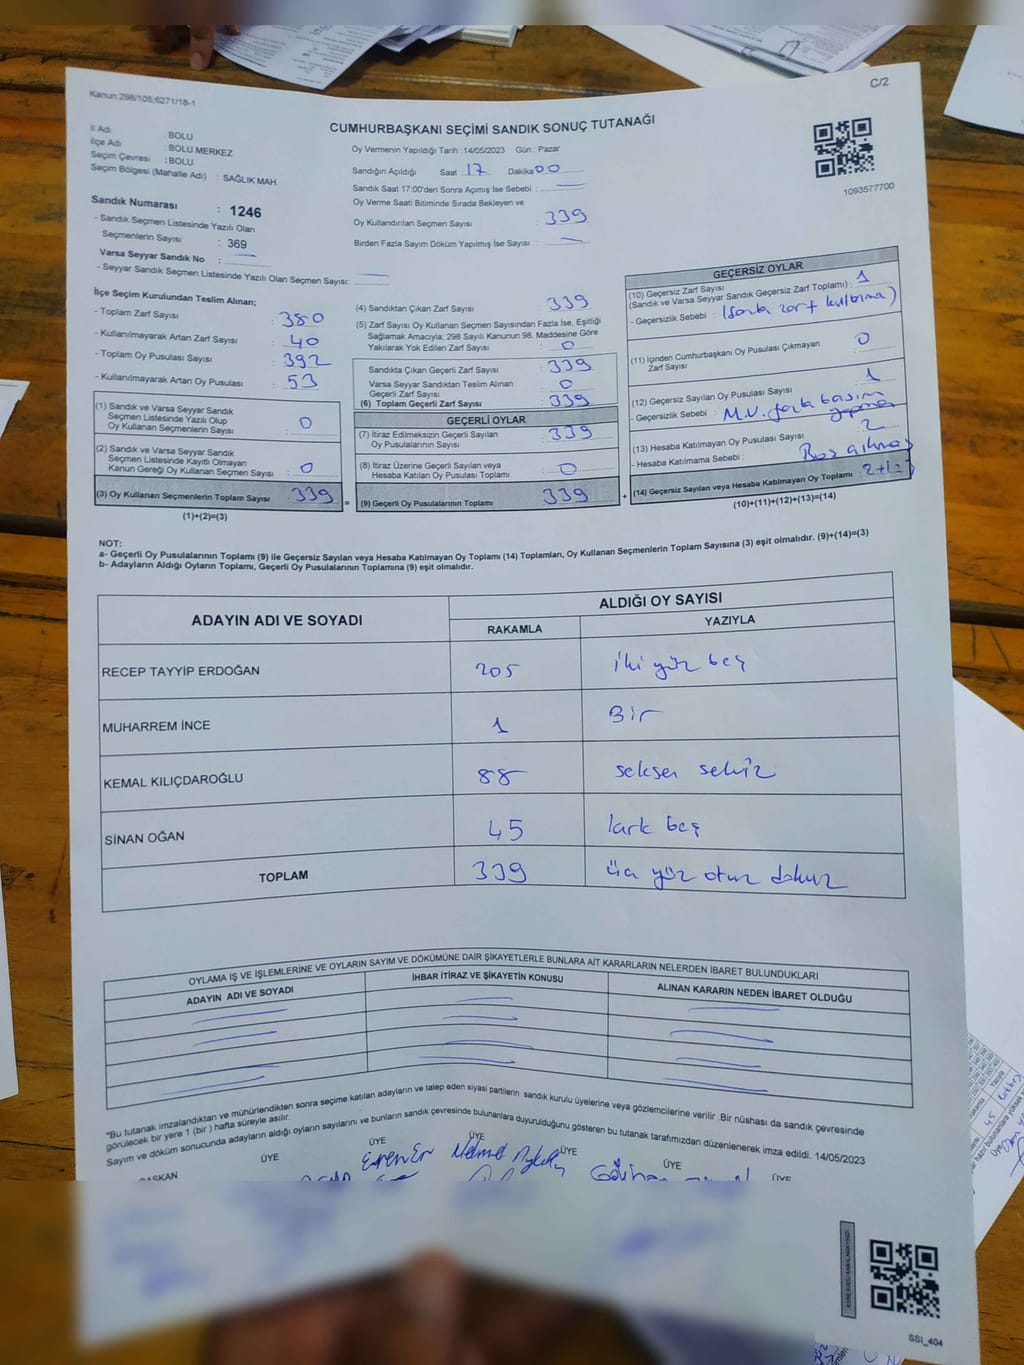 Kanun, 298/105;6271/18-1
C/2
CUMHURBAŞKANI SEÇİMİ SANDIK SONUÇ TUTANAĞI
İl Adı : BOLU
İlçe Adı : BOLU MERKEZ
Seçim Çevresi : BOLU
Seçim Bölgesi (Mahalle Adı) : SAĞLIK MAH.
Oy Vermenin Yapıldığı Tarih : 14/05/2023 Gün : Pazar
Sandığın Açıldığı Saat 17 Dakika 00
Sandık Saat 17:00'den Sonra Açımış İse Sebebi :
Oy Verme Saati Bitiminde Sırada Bekleyen ve
Oy Kullandırılan Seçmen Sayısı : 339
Birden Fazla Sayım Döküm Yapılmış İse Sayısı :
1093577700
Sandık Numarası : 1246
- Sandık Seçmen Listesinde Yazılı Olan
Seçmenlerin Sayısı : 369
Varsa Seyyar Sandık No :
- Seyyar Sandık Seçmen Listesinde Yazılı Olan Seçmen Sayısı:
İlçe Seçim Kurulundan Teslim Alınan;
- Toplam Zarf Sayısı : 380
- Kullanılmayarak Artan Zarf Sayısı : 40
- Toplam Oy Pusulası Sayısı : 392
- Kullanılmayarak Artan Oy Pusulası : 53
(1) Sandık ve Varsa Seyyar Sandık
Seçmen Listesinde Yazılı Olup
Oy Kullanan Seçmenlerin Sayısı : 0
(2) Sandık ve Varsa Seyyar Sandık
Seçmen Listesinde Kayıtlı Olmayan
Kanun Gereği Oy Kullanan Seçmen Sayısı : 0
(3) Oy Kullanan Seçmenlerin Toplam Sayısı : 339 =
(1)+(2)=(3)
(4) Sandıktan Çıkan Zarf Sayısı : 339
(5) Zarf Sayısı Oy Kullanan Seçmen Sayısından Fazla İse, Eşitliği
Sağlamak Amacıyla; 298 Sayılı Kanunun 98. Maddesine Göre
Yakılarak Yok Edilen Zarf Sayısı : 0
Sandıkta Çıkan Geçerli Zarf Sayısı : 339
Varsa Seyyar Sandıktan Teslim Alınan
Geçerli Zarf Sayısı : 0
(6) Toplam Geçerli Zarf Sayısı : 339
GEÇERLİ OYLAR
(7) İtiraz Edilmeksizin Geçerli Sayılan
Oy Pusulalarının Sayısı : 339
(8) İtiraz Üzerine Geçerli Sayılan veya
Hesaba Katılan Oy Pusulası Toplamı : 0
(9) Geçerli Oy Pusulalarının Toplamı : 339 +
GEÇERSİZ OYLAR
(10) Geçersiz Zarf Sayısı
(Sandık ve Varsa Seyyar Sandık Geçersiz Zarf Toplamı) : 1
- Geçersizlik Sebebi : zarf
(11) İçinden Cumhurbaşkanı Oy Pusulası Çıkmayan
Zarf Sayısı : 0
(12) Geçersiz Sayılan Oy Pusulası Sayısı : 1
- Geçersizlik Sebebi : M.V. fazla basım yapma
(13) Hesaba Katılmayan Oy Pusulası Sayısı : 2
- Hesaba Katılmama Sebebi : Boş
(14) Geçersiz Sayılan veya Hesaba Katılmayan Oy Toplamı :
(10)+(11)+(12)+(13)=(14)
NOT:
a- Geçerli Oy Pusulalarının Toplamı (9) ile Geçersiz Sayılan veya Hesaba Katılmayan Oy Toplamı (14) Toplamları, Oy Kullanan Seçmenlerin Toplam Sayısına (3) eşit olmalıdır. (9)+(14)=(3)
b- Adayların Aldığı Oyların Toplamı, Geçerli Oy Pusulalarının Toplamına (9) eşit olmalıdır.
ADAYIN ADI VE SOYADI
ALDIĞI OY SAYISI
RAKAMLA YAZIYLA
RECEP TAYYİP ERDOĞAN 205 iki yüz beş
MUHARREM İNCE 1 Bir
KEMAL KILIÇDAROĞLU 88 seksen sekiz
SİNAN OĞAN 45 kırk beş
TOPLAM 339 üç yüz otuz dokuz
OYLAMA İŞ VE İŞLEMLERİNE VE OYLARIN SAYIM VE DÖKÜMÜNE DAİR ŞİKAYETLERLE BUNLARA AİT KARARLARIN NELERDEN İBARET BULUNDUKLARI
ADAYIN ADI VE SOYADI İHBAR İTİRAZ VE ŞİKAYETİN KONUSU ALINAN KARARIN NEDEN İBARET OLDUĞU
*Bu tutanak imzalandıktan ve mühürlendikten sonra seçime katılan adayların ve talep eden siyasi partilerin sandık kurulu üyelerine veya gözlemcilerine verilir. Bir nüshası da sandık çevresinde
görülecek bir yere 1 (bir) hafta süreyle asılır.
Sayım ve döküm sonucunda adayların aldığı oyların sayılarını ve bunların sandık çevresinde bulunanlara duyurulduğunu gösteren bu tutanak tarafımızdan düzenlenerek imza edildi. 14/05/2023
BAŞKAN ÜYE ÜYE ÜYE ÜYE ÜYE ÜYE
Eren Er Mehmet Gökhan
SSI_404